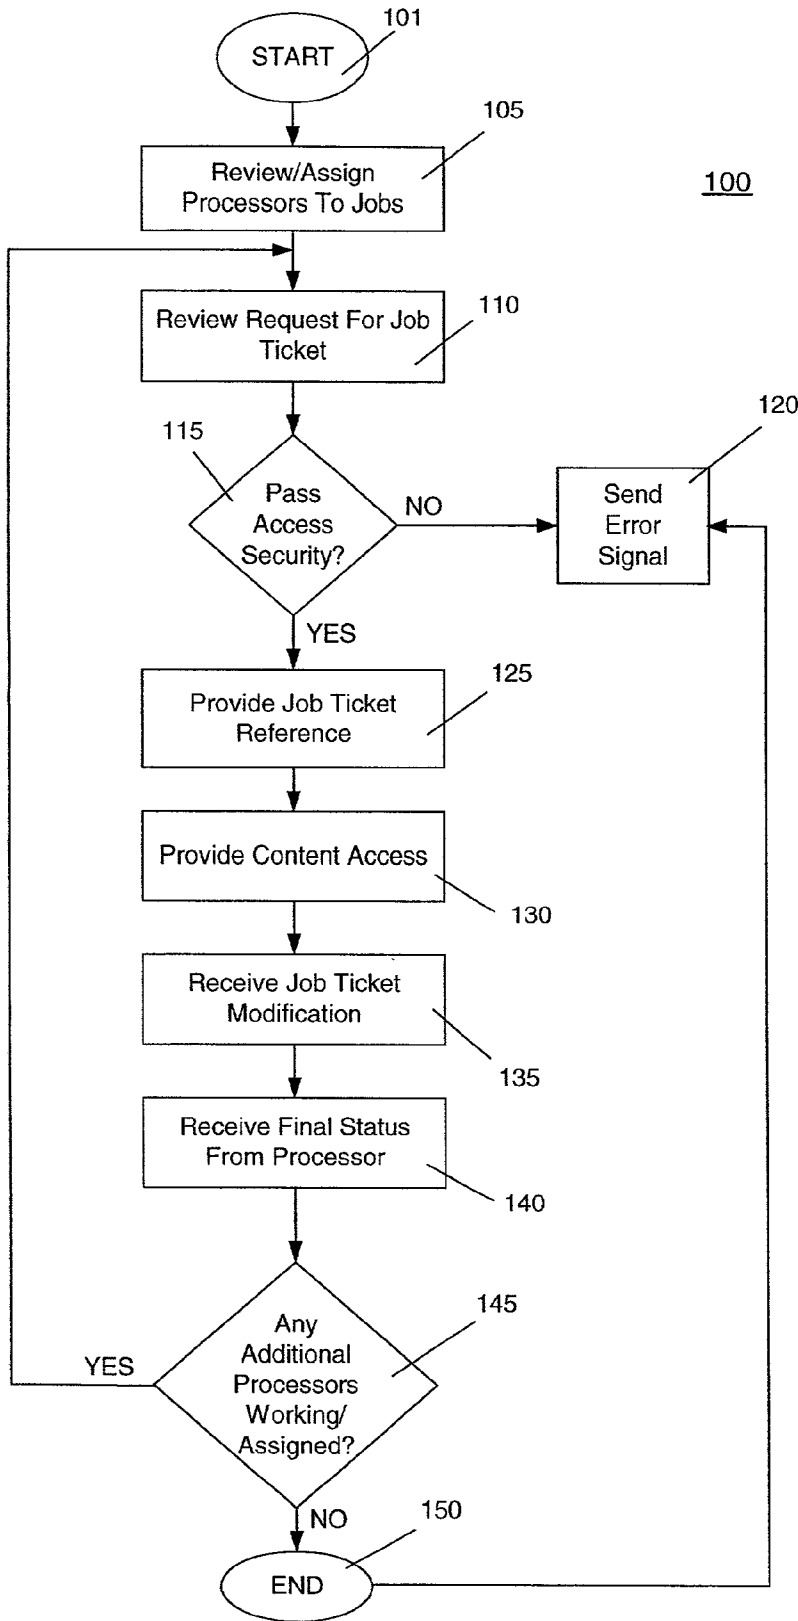 101
START
105
Review/Assign
Processors To Jobs
100
Review Request For Job
Ticket
110
120
115
Pass
Access
Security?
NO
Send
Error
Signal
YES
125
Provide Job Ticket
Reference
Provide Content Access
130
Receive Job Ticket
Modification
135
Receive Final Status
From Processor
140
145
Any
Additional
Processors
Working/
Assigned?
YES
NO
150
END